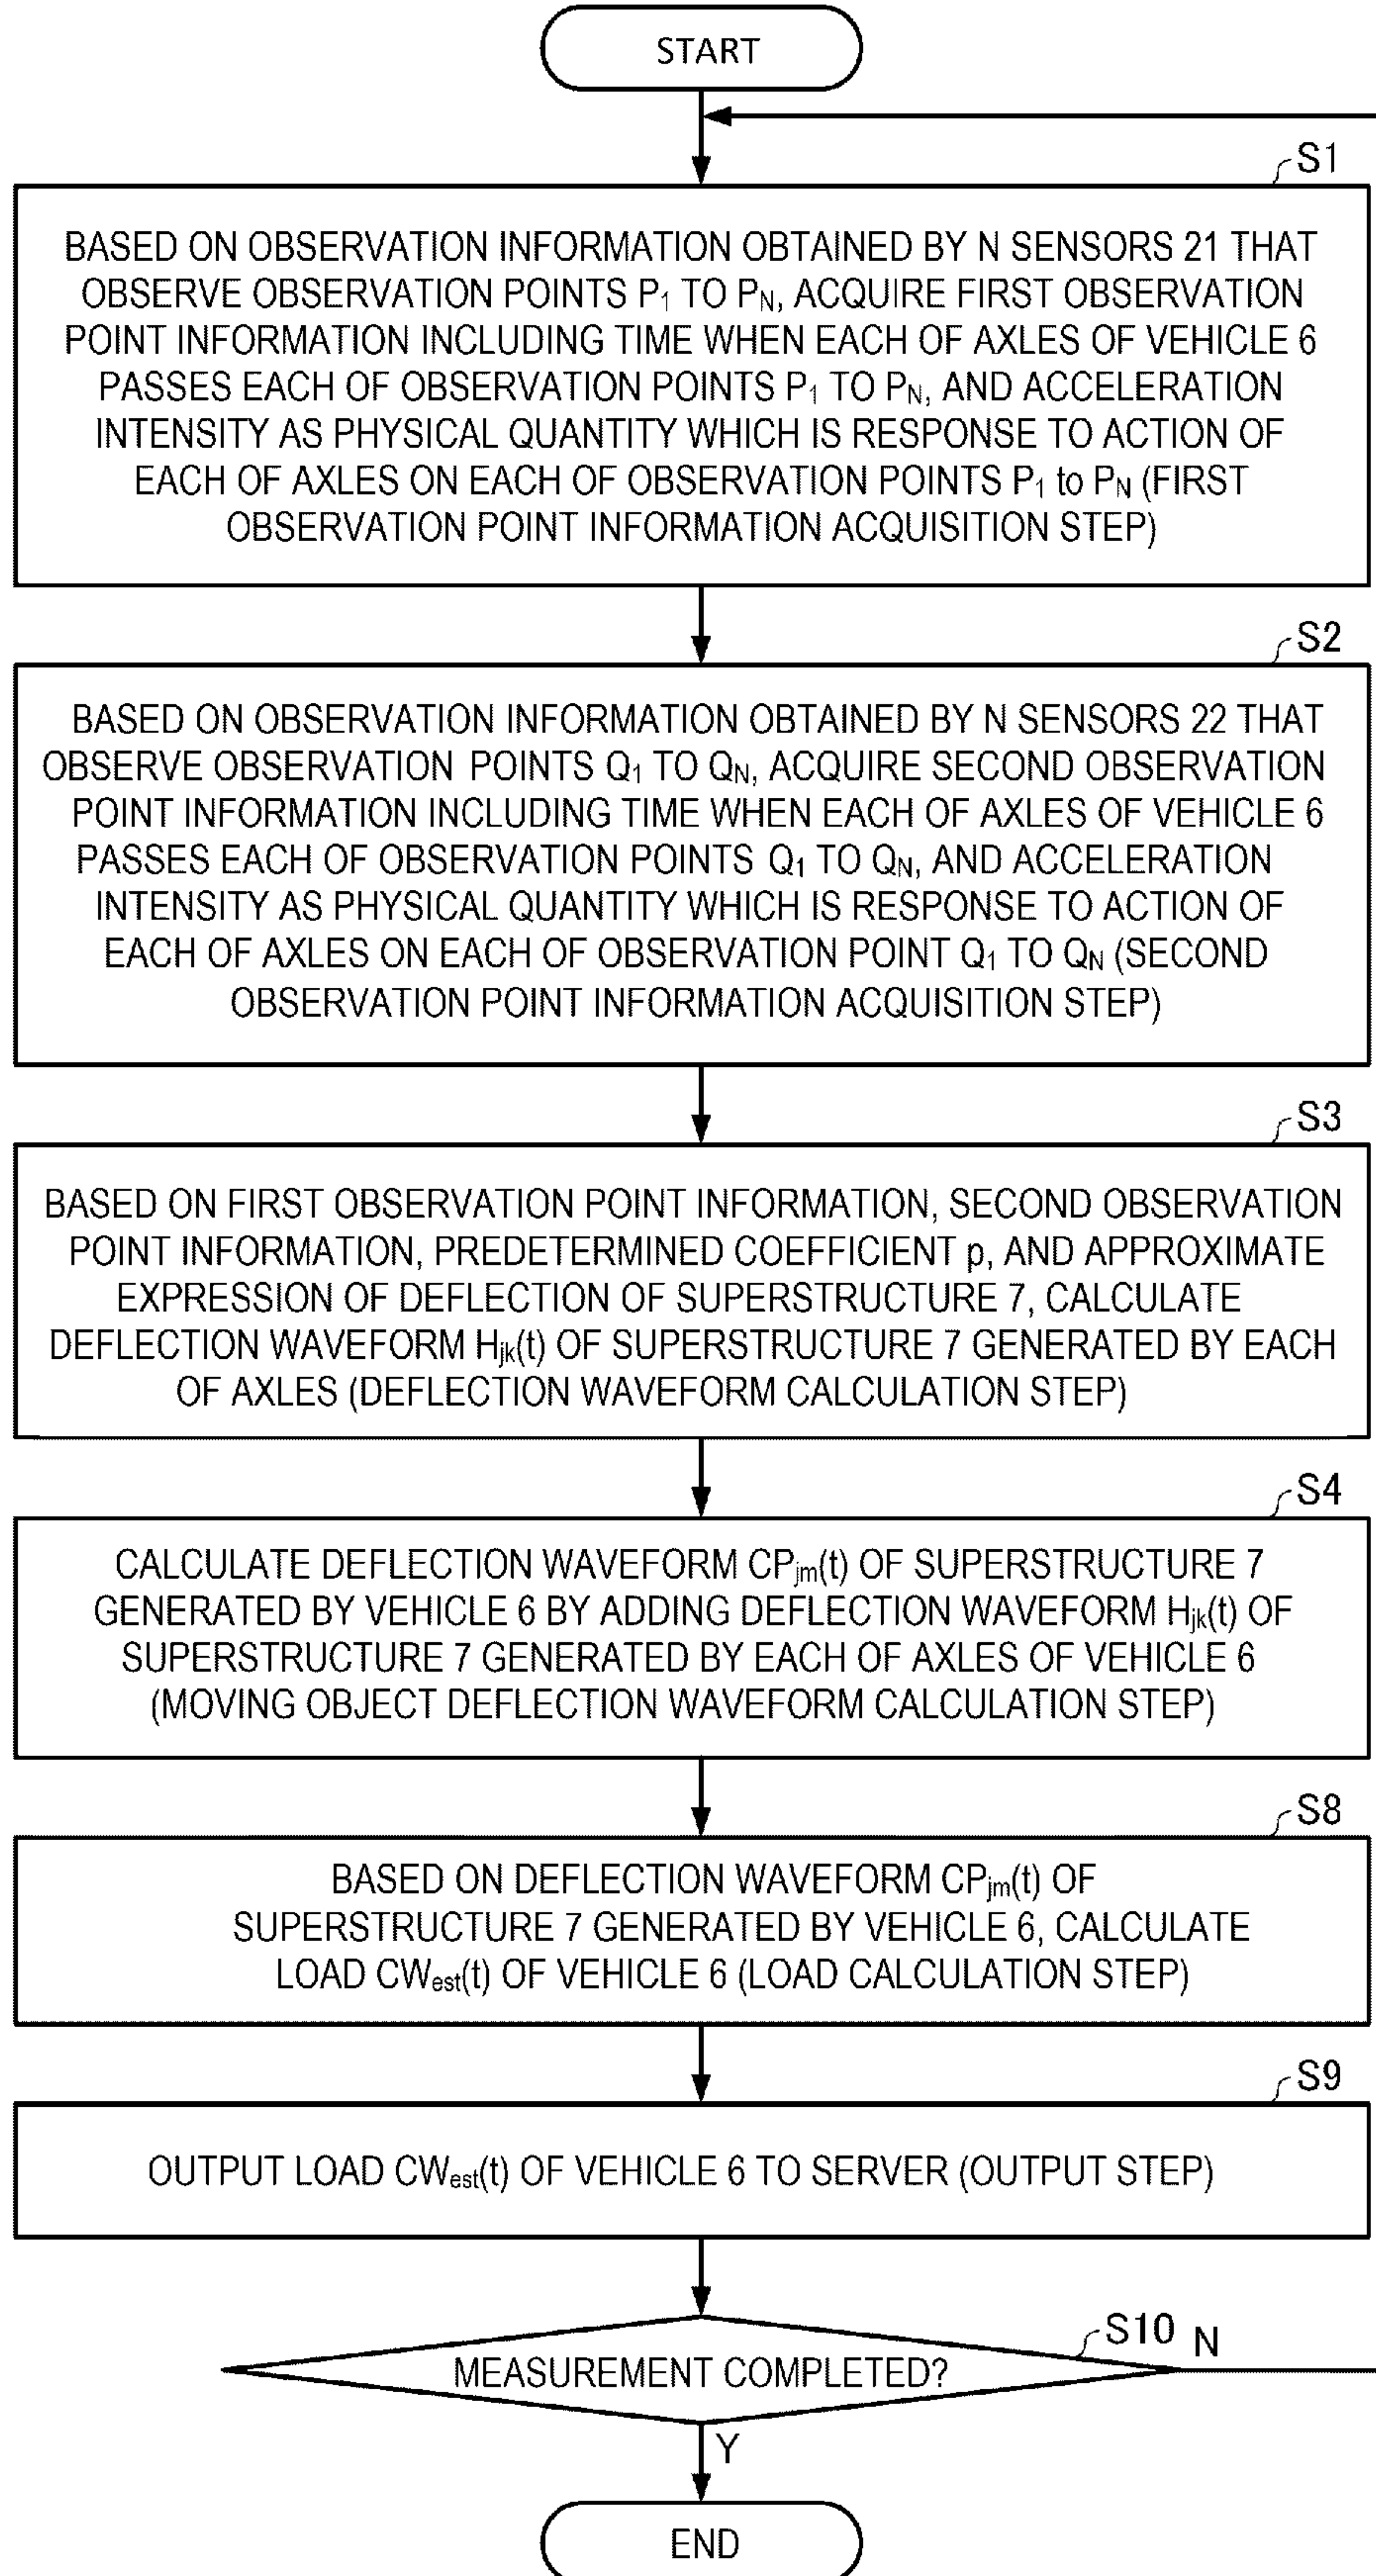 START
S1
BASED ON OBSERVATION INFORMATION OBTAINED BY N SENSORS 21 THAT
OBSERVE OBSERVATION POINTS P₁ TO P_N, ACQUIRE FIRST OBSERVATION
POINT INFORMATION INCLUDING TIME WHEN EACH OF AXLES OF VEHICLE 6
PASSES EACH OF OBSERVATION POINTS P₁ TO P_N, AND ACCELERATION
INTENSITY AS PHYSICAL QUANTITY WHICH IS RESPONSE TO ACTION OF
EACH OF AXLES ON EACH OF OBSERVATION POINTS P₁ to P_N (FIRST
OBSERVATION POINT INFORMATION ACQUISITION STEP)
S2
BASED ON OBSERVATION INFORMATION OBTAINED BY N SENSORS 22 THAT
OBSERVE OBSERVATION POINTS Q₁ TO Q_N, ACQUIRE SECOND OBSERVATION
POINT INFORMATION INCLUDING TIME WHEN EACH OF AXLES OF VEHICLE 6
PASSES EACH OF OBSERVATION POINTS Q₁ TO Q_N, AND ACCELERATION
INTENSITY AS PHYSICAL QUANTITY WHICH IS RESPONSE TO ACTION OF
EACH OF AXLES ON EACH OF OBSERVATION POINT Q₁ TO Q_N (SECOND
OBSERVATION POINT INFORMATION ACQUISITION STEP)
S3
BASED ON FIRST OBSERVATION POINT INFORMATION, SECOND OBSERVATION
POINT INFORMATION, PREDETERMINED COEFFICIENT p, AND APPROXIMATE
EXPRESSION OF DEFLECTION OF SUPERSTRUCTURE 7, CALCULATE
DEFLECTION WAVEFORM H_jk(t) OF SUPERSTRUCTURE 7 GENERATED BY EACH
OF AXLES (DEFLECTION WAVEFORM CALCULATION STEP)
S4
CALCULATE DEFLECTION WAVEFORM CP_jm(t) OF SUPERSTRUCTURE 7
GENERATED BY VEHICLE 6 BY ADDING DEFLECTION WAVEFORM H_jk(t) OF
SUPERSTRUCTURE 7 GENERATED BY EACH OF AXLES OF VEHICLE 6
(MOVING OBJECT DEFLECTION WAVEFORM CALCULATION STEP)
S8
BASED ON DEFLECTION WAVEFORM CP_jm(t) OF
SUPERSTRUCTURE 7 GENERATED BY VEHICLE 6, CALCULATE
LOAD CW_est(t) OF VEHICLE 6 (LOAD CALCULATION STEP)
S9
OUTPUT LOAD CW_est(t) OF VEHICLE 6 TO SERVER (OUTPUT STEP)
S10 N
MEASUREMENT COMPLETED?
Y
END